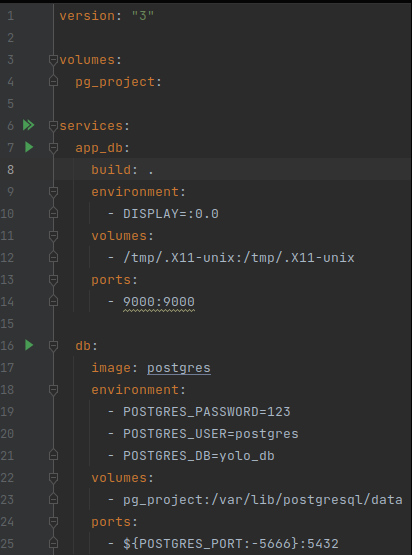 1 version: "3"
2
3 volumes:
4   pg_project:
5
6 services:
7   app_db:
8     build: .
9     environment:
10       - DISPLAY=:0.0
11     volumes:
12       - /tmp/.X11-unix:/tmp/.X11-unix
13     ports:
14       - 9000:9000
15
16   db:
17     image: postgres
18     environment:
19       - POSTGRES_PASSWORD=123
20       - POSTGRES_USER=postgres
21       - POSTGRES_DB=yolo_db
22     volumes:
23       - pg_project:/var/lib/postgresql/data
24     ports:
25       - ${POSTGRES_PORT:-5666}:5432